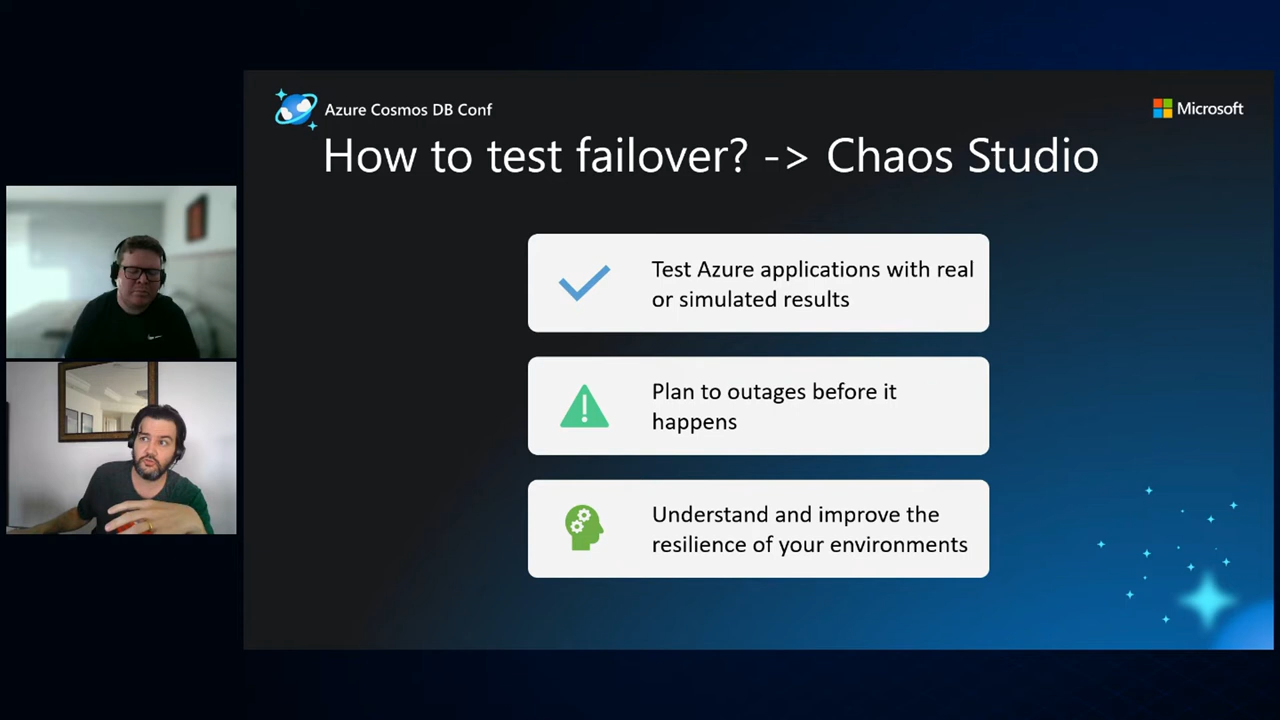 Azure Cosmos DB Conf
Microsoft
How to test failover? -> Chaos Studio
Test Azure applications with real
or simulated results
Plan to outages before it
happens
Understand and improve the
resilience of your environments